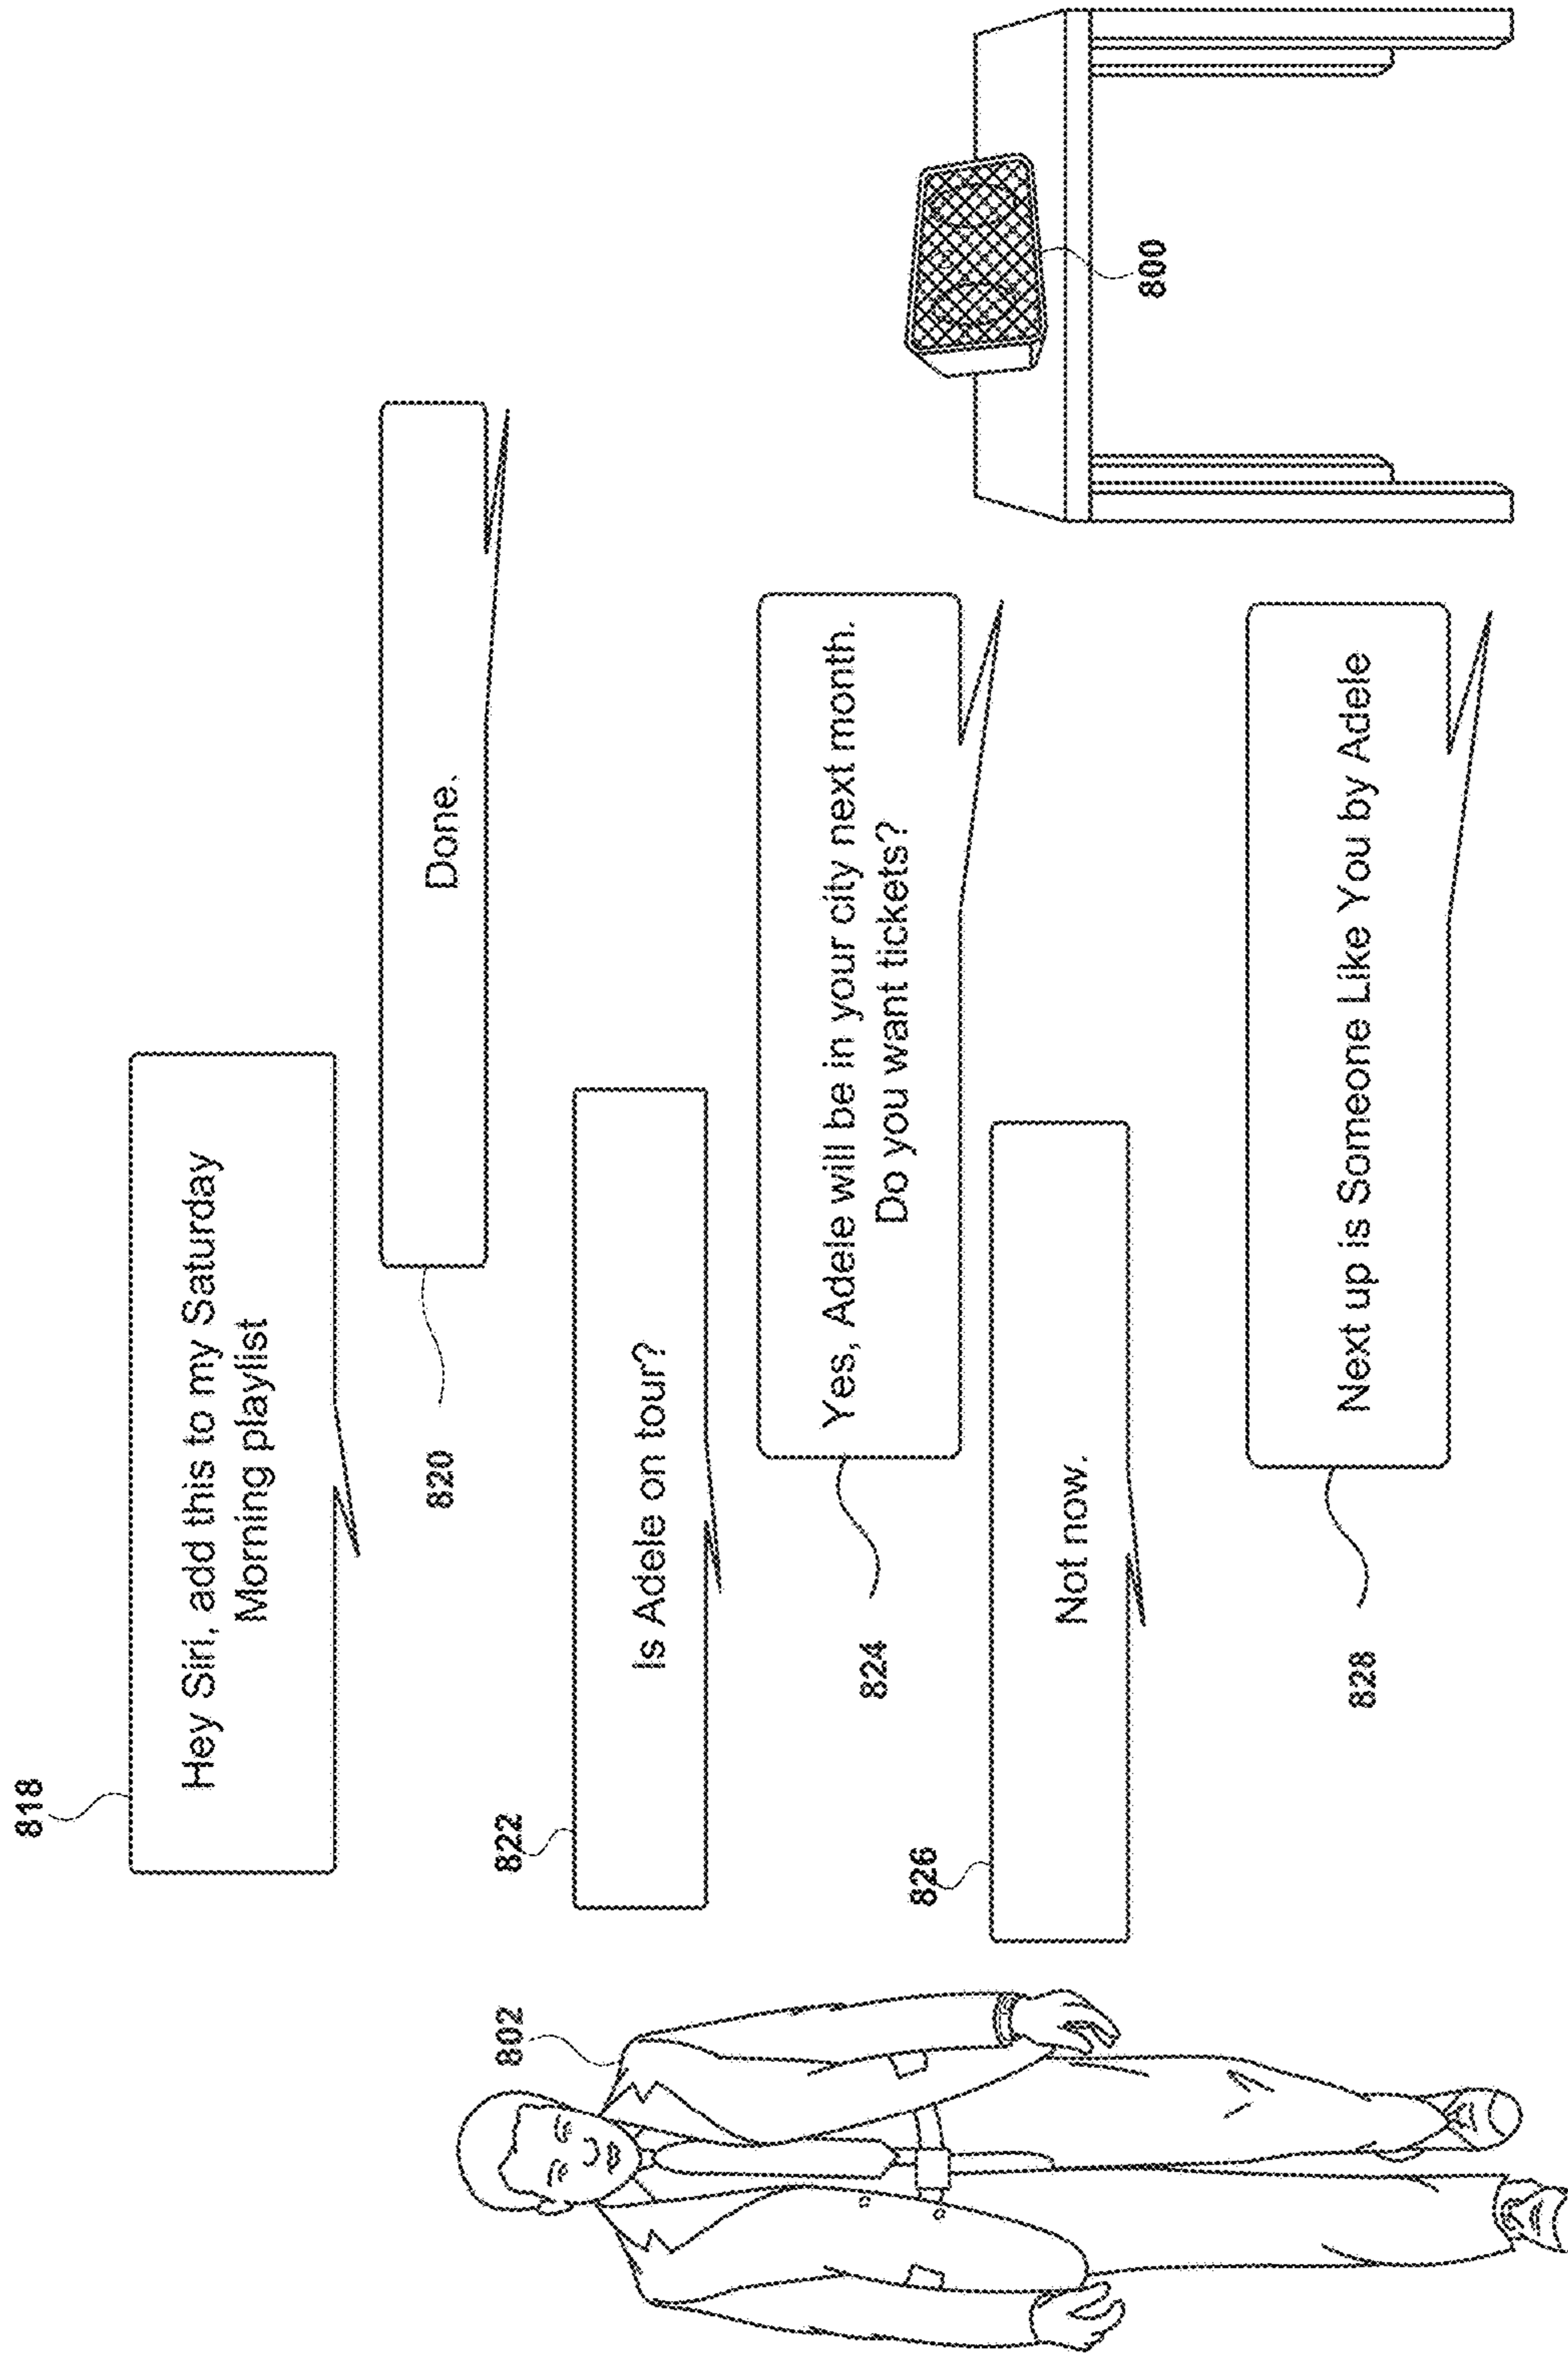 818
Hey Siri, add this to my Saturday
Morning playlist
820
Done.
822
802
Is Adele on tour?
824
Yes, Adele will be in your city next month.
Do you want tickets?
826
Not now.
800
828
Next up is Someone Like You by Adele